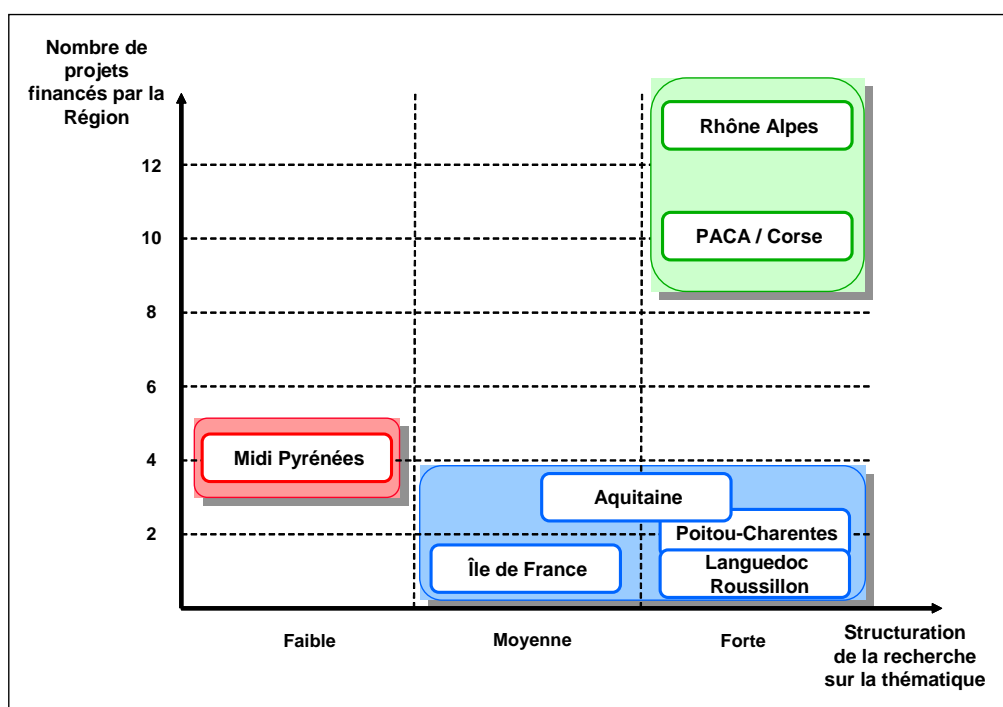 Nombre de
projets
financés par la
Région
Rhône Alpes
12
PACA / Corse
10
8
6
Midi Pyrénées
4
Aquitaine
Poitou-Charentes
2
Île de France
Languedoc
Roussillon
Faible
Moyenne
Forte
Structuration
de la recherche
sur la thématique